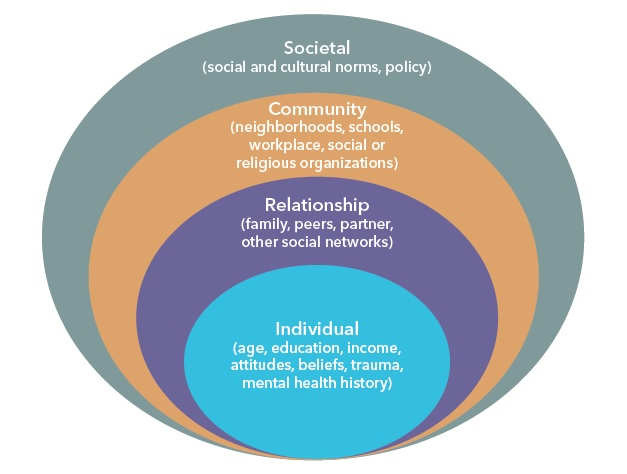 Societal
(social and cultural norms, policy)
Community
(neighborhoods, schools,
workplace, social or
religious organizations)
Relationship
(family, peers, partner,
other social networks)
Individual
(age, education, income,
attitudes, beliefs, trauma,
mental health history)